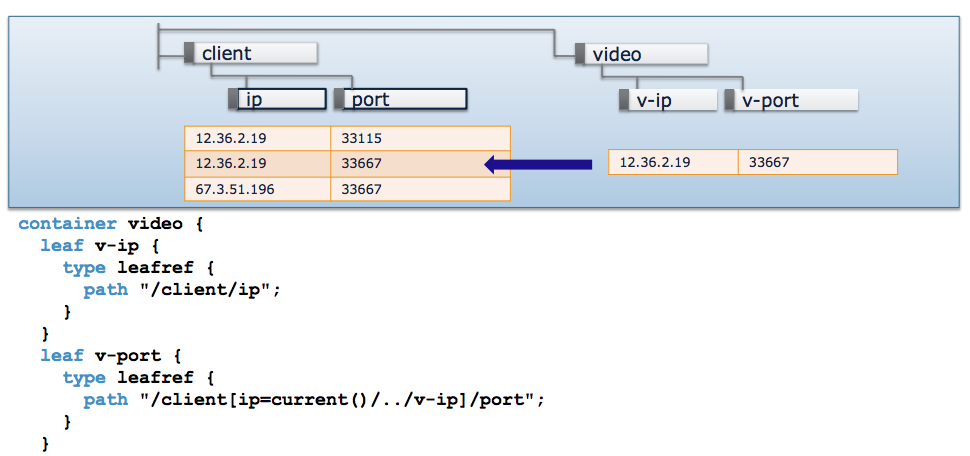 client video
ip port v-ip v-port
12.36.2.19 33115
12.36.2.19 33667 12.36.2.19 33667
67.3.51.196 33667
container video {
leaf v-ip {
type leafref {
path "/client/ip";
}
}
leaf v-port {
type leafref {
path "/client[ip=current()/../v-ip]/port";
}
}